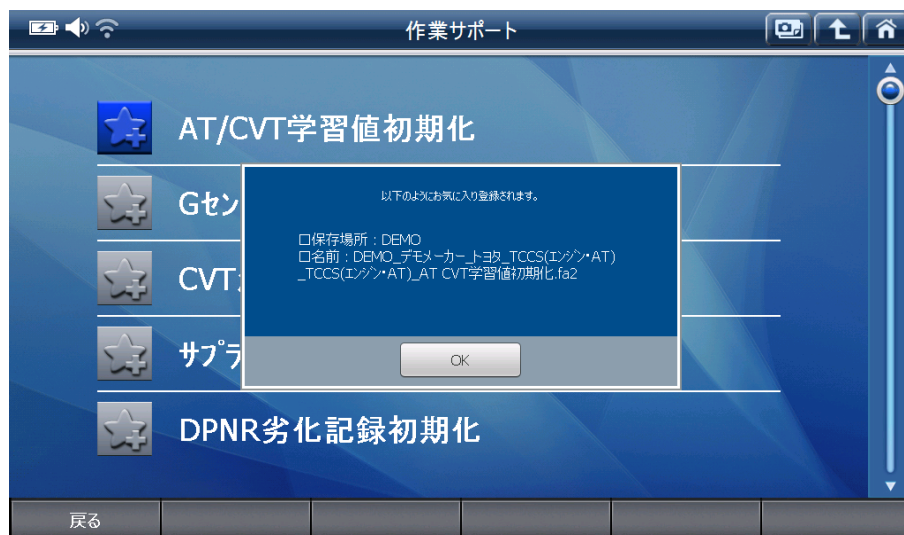 作業サポート
AT/CVT学習値初期化
Gセン
CVT
サプラ
DPNR劣化記録初期化
以下のようにお気に入り登録されます。
□保存場所：DEMO
□名前：DEMO_デモメーカー_トヨタ_TCCS(エンジン・AT)
_TCCS(エンジン・AT)_AT CVT学習値初期化.fa2
OK
戻る